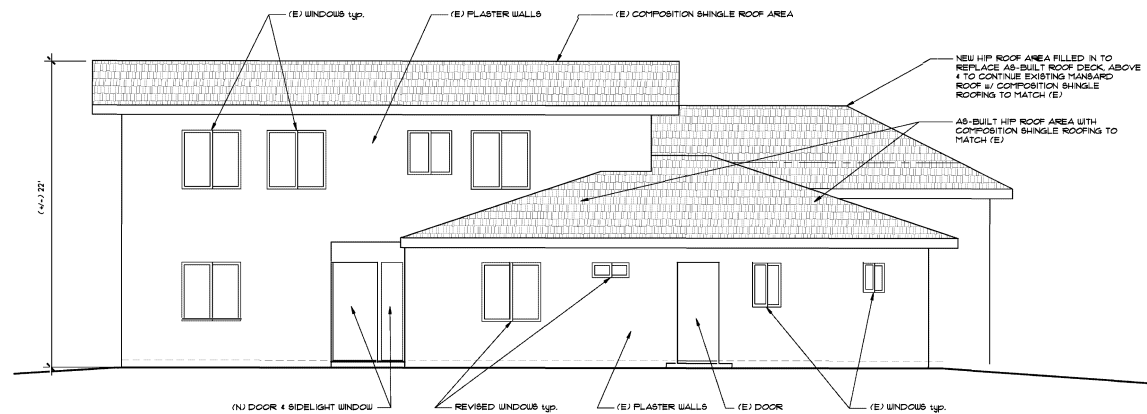 (E) WINDOWS typ.
(E) PLASTER WALLS
(E) COMPOSITION SHINGLE ROOF AREA
NEW HIP ROOF AREA FILLED IN TO
REPLACE AS-BUILT ROOF DECK, ABOVE
& TO CONTINUE EXISTING MANSARD
ROOF w/ COMPOSITION SHINGLE
ROOFING TO MATCH (E)
AS-BUILT HIP ROOF AREA WITH
COMPOSITION SHINGLE ROOFING TO
MATCH (E)
(+/-) 22'
(N) DOOR & SIDELIGHT WINDOW
REVISED WINDOWS typ.
(E) PLASTER WALLS
(E) DOOR
(E) WINDOWS typ.